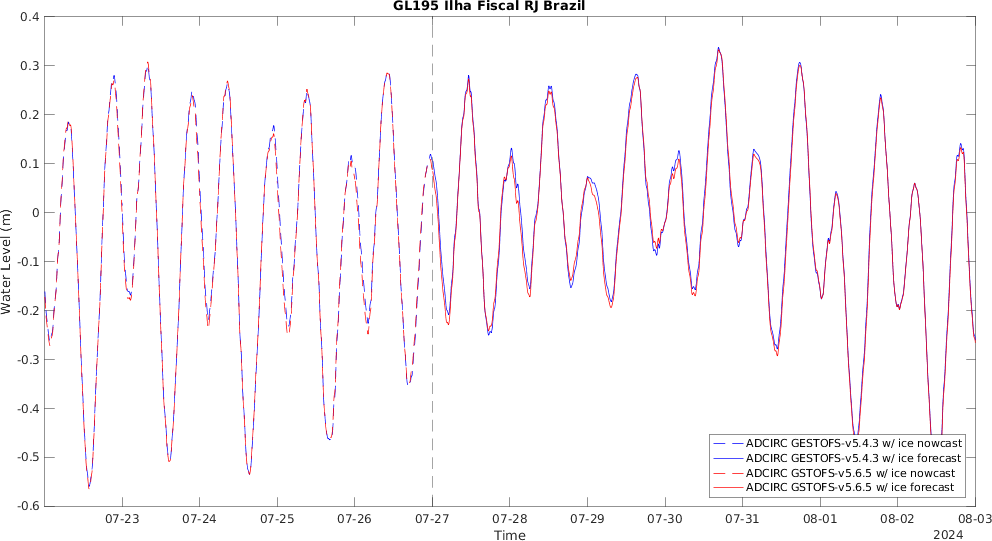 GL195 Ilha Fiscal RJ Brazil
0.4
0.3
0.2
0.1
0
-0.1
-0.2
-0.3
-0.4
-0.5
-0.6
Water Level (m)
ADCIRC GESTOFS-v5.4.3 w/ ice nowcast
ADCIRC GESTOFS-v5.4.3 w/ ice forecast
ADCIRC GSTOFS-v5.6.5 w/ ice nowcast
ADCIRC GSTOFS-v5.6.5 w/ ice forecast
07-23 07-24 07-25 07-26 07-27 07-28 07-29 07-30 07-31 08-01 08-02 08-03
Time
2024